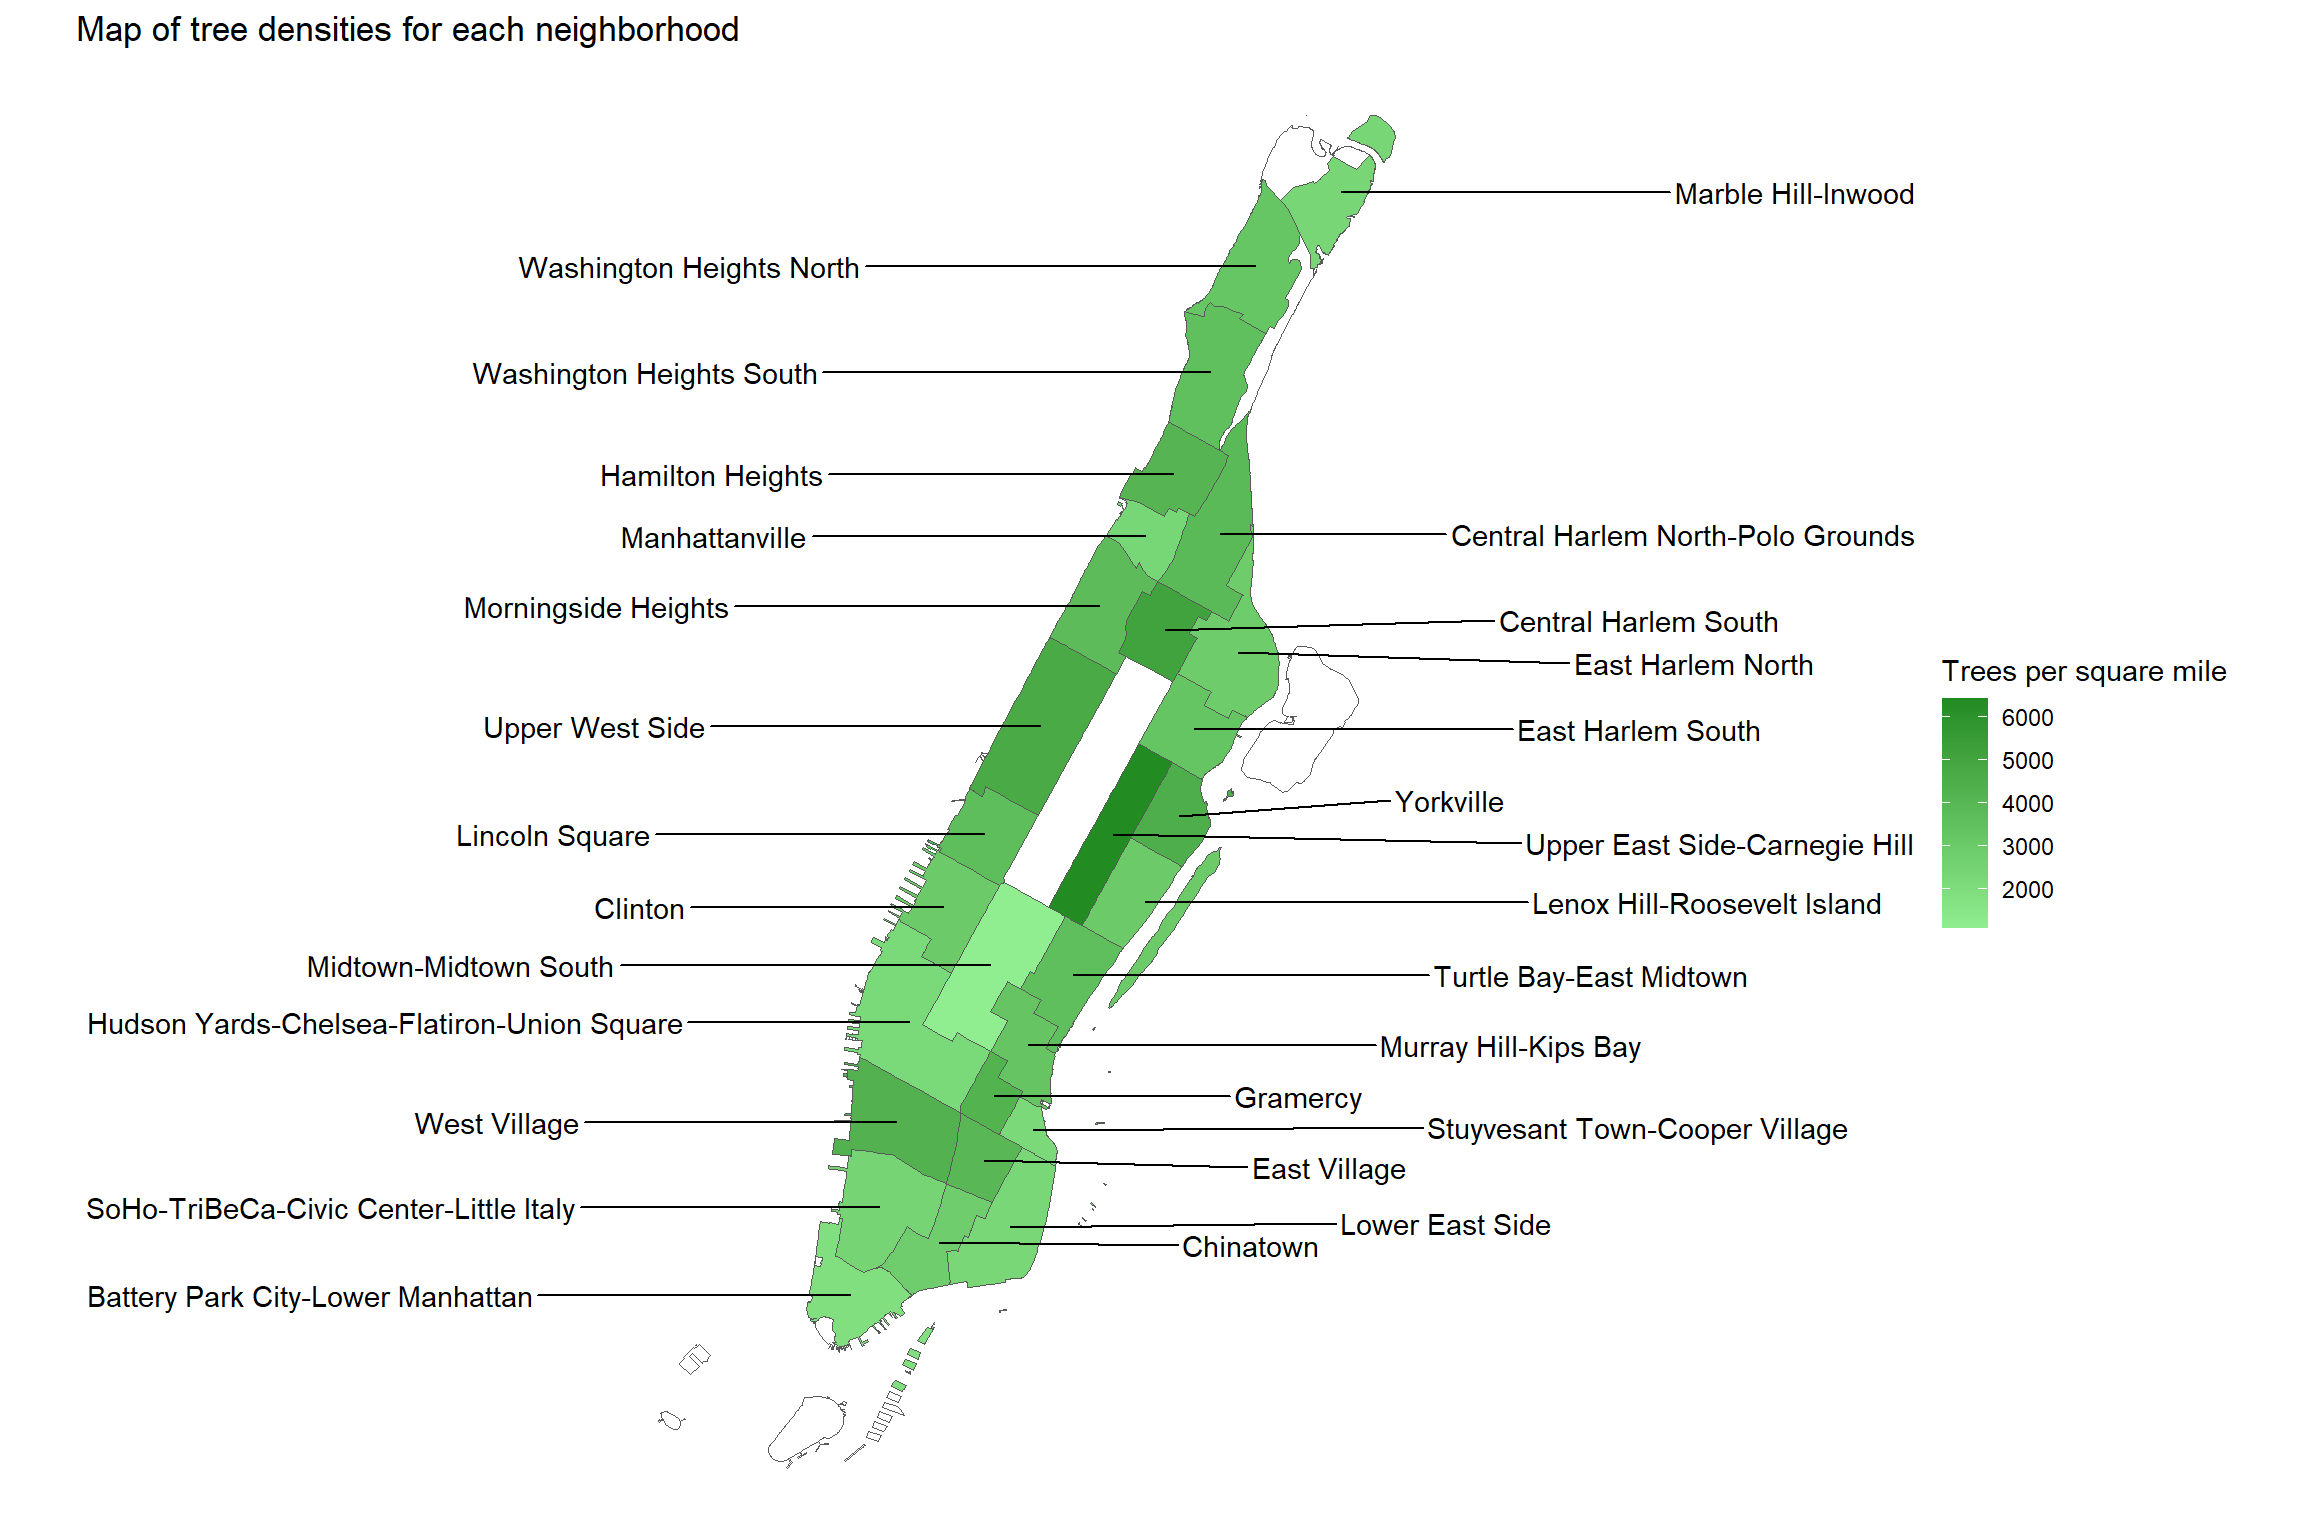 Map of tree densities for each neighborhood
Marble Hill-Inwood
Washington Heights North
Washington Heights South
Hamilton Heights
Manhattanville
Central Harlem North-Polo Grounds
Morningside Heights
Central Harlem South
East Harlem North
Upper West Side
East Harlem South
Yorkville
Lincoln Square
Upper East Side-Carnegie Hill
Clinton
Lenox Hill-Roosevelt Island
Midtown-Midtown South
Turtle Bay-East Midtown
Hudson Yards-Chelsea-Flatiron-Union Square
Murray Hill-Kips Bay
Gramercy
West Village
Stuyvesant Town-Cooper Village
East Village
SoHo-TriBeCa-Civic Center-Little Italy
Lower East Side
Chinatown
Battery Park City-Lower Manhattan
Trees per square mile
6000
5000
4000
3000
2000